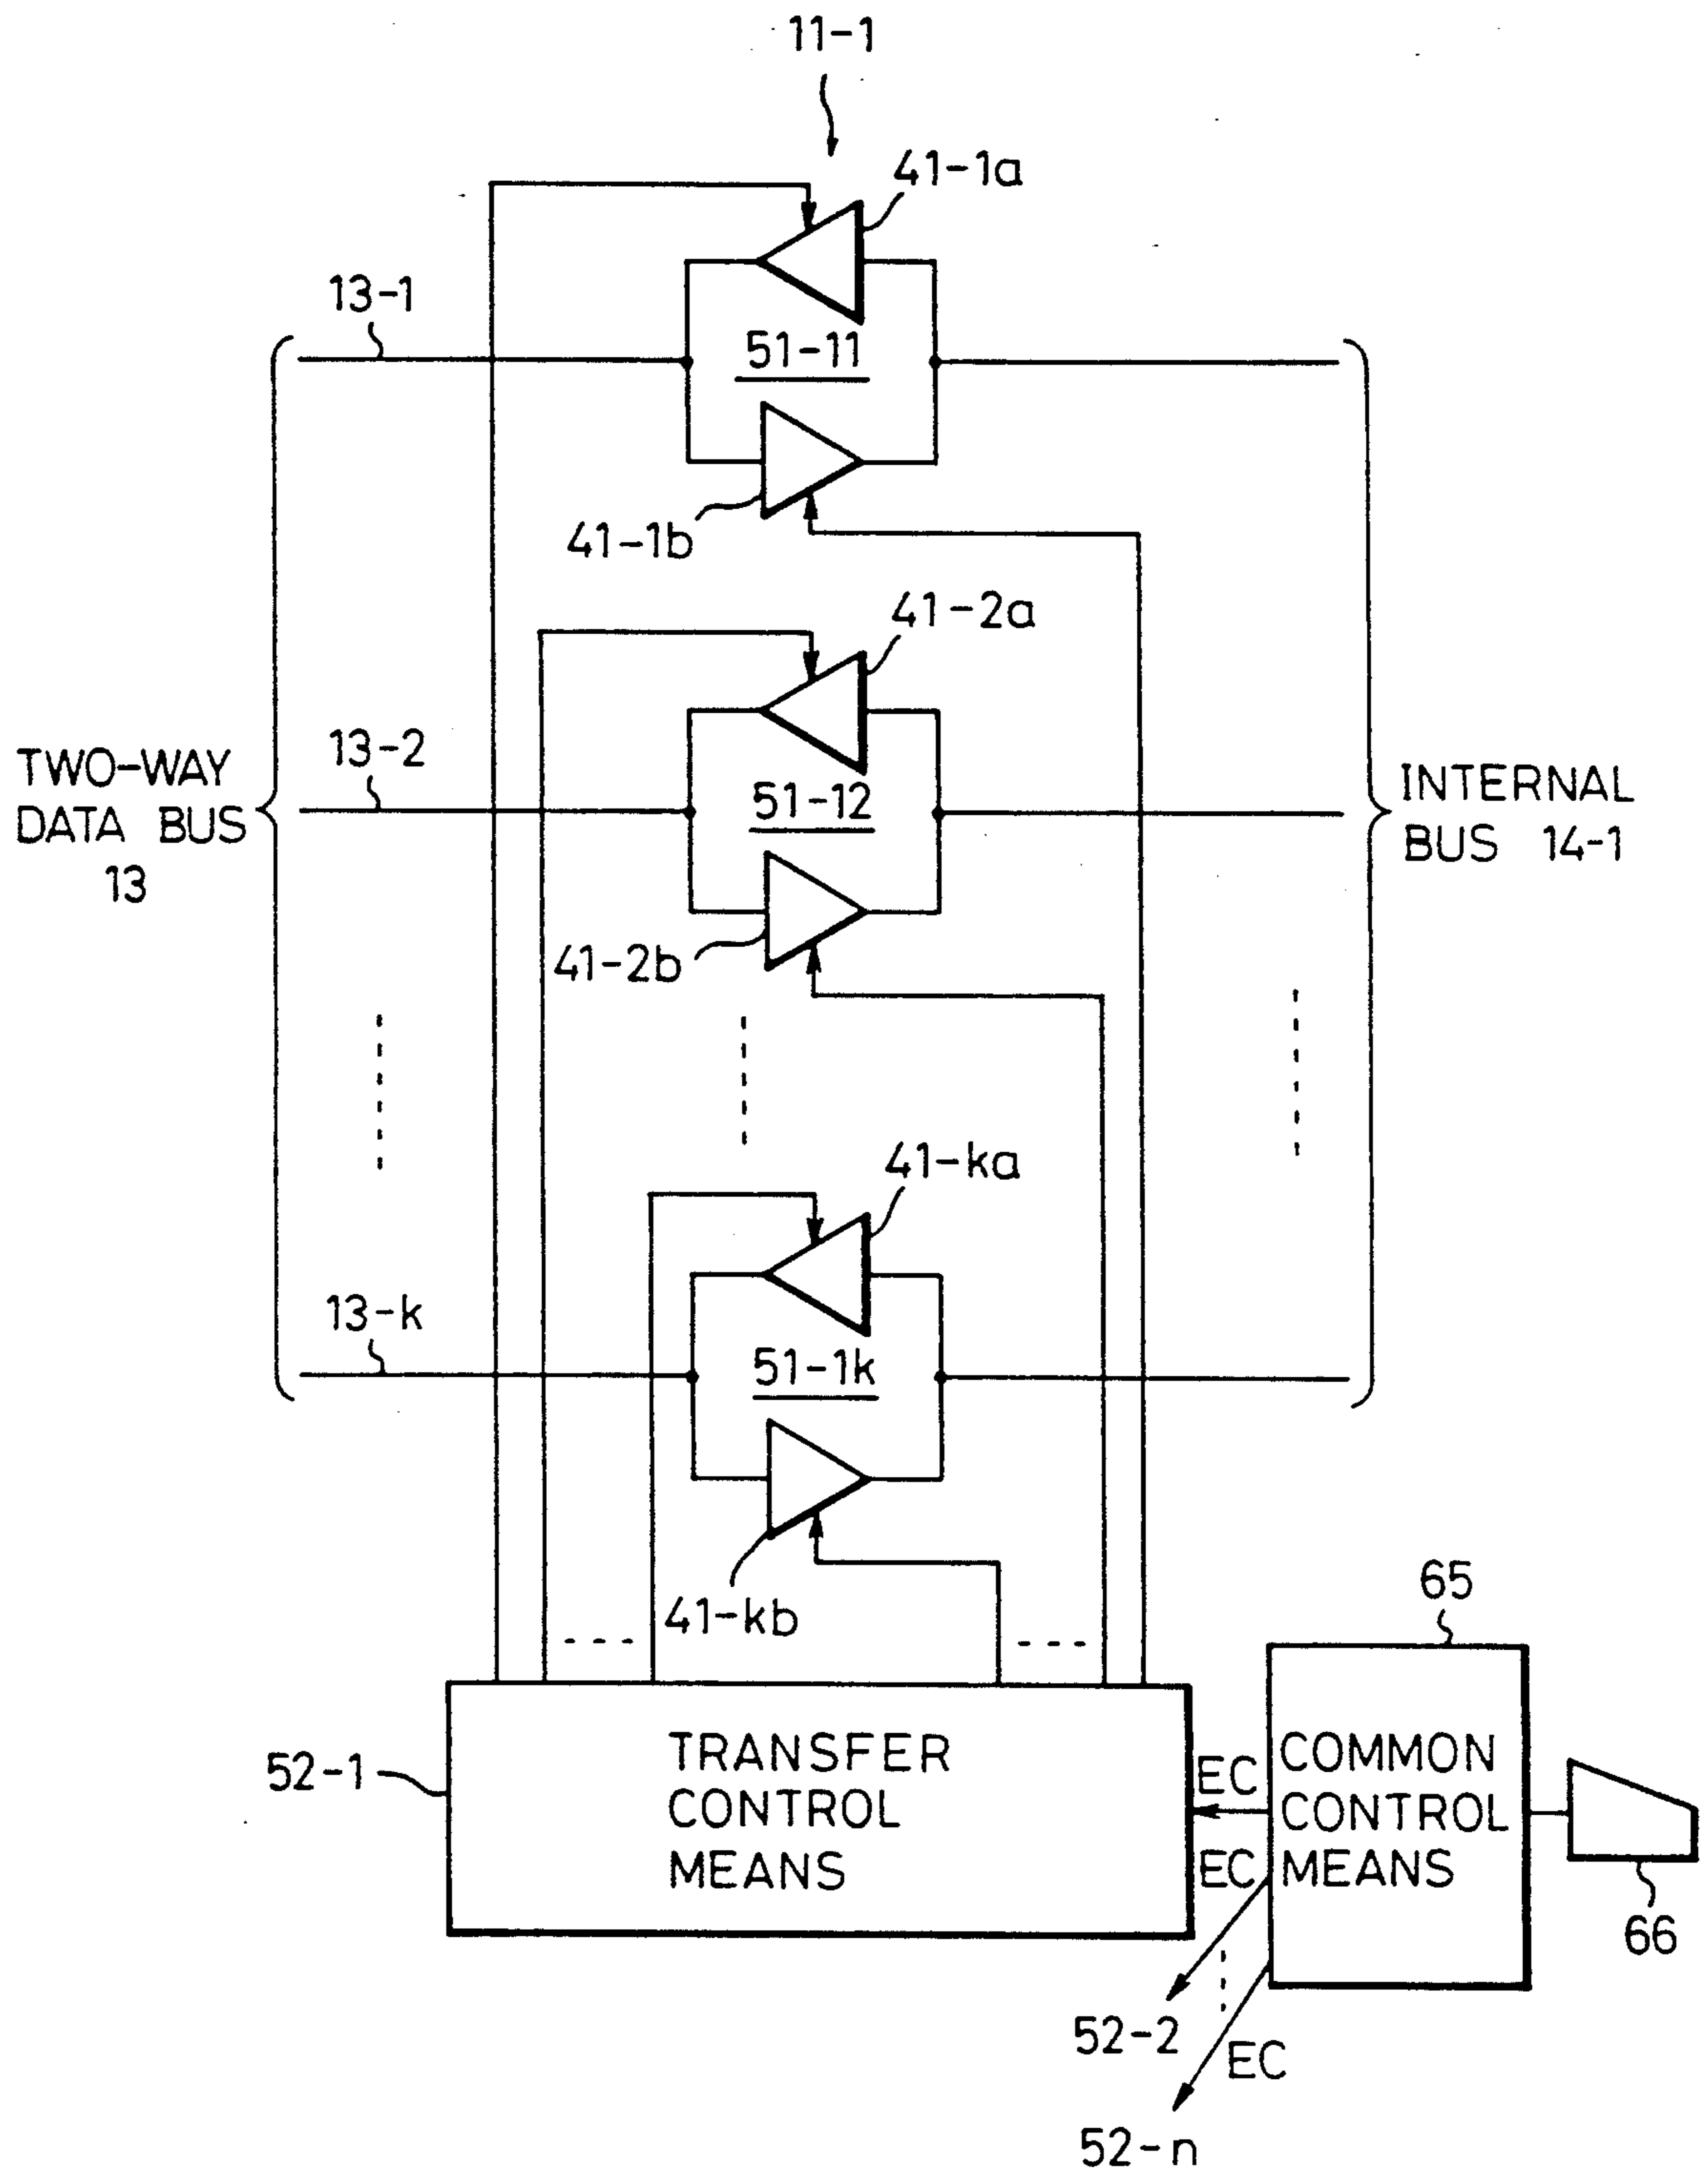 11-1
41-1a
13-1
51-11
41-1b
41-2a
13-2
TWO-WAY
DATA BUS
13
51-12
INTERNAL
BUS 14-1
41-2b
41-ka
13-k
51-1k
41-kb
65
52-1
TRANSFER
CONTROL
MEANS
EC
EC
COMMON
CONTROL
MEANS
66
52-2
EC
52-n